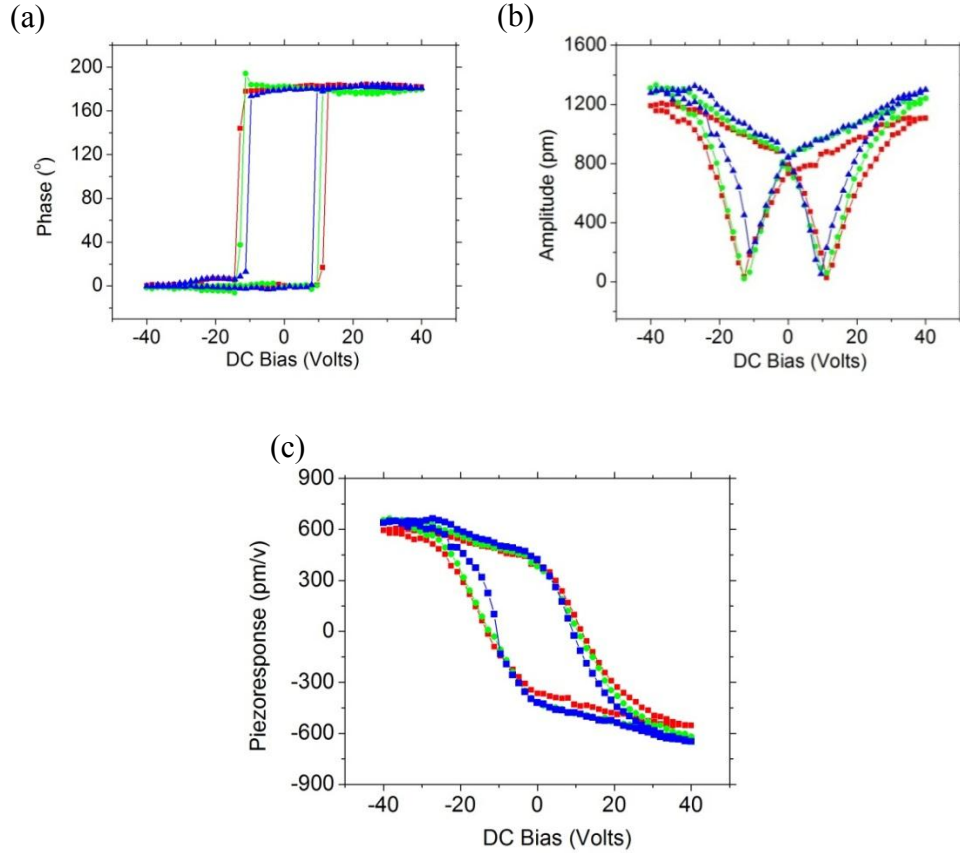 (a)
(b)
200
160
120
80
40
0
Phase (°)
-40 -20 0 20 40
DC Bias (Volts)
1600
1200
800
400
0
Amplitude (pm)
-40 -20 0 20 40
DC Bias (Volts)
(c)
900
600
300
0
-300
-600
-900
Piezoresponse (pm/v)
-40 -20 0 20 40
DC Bias (Volts)